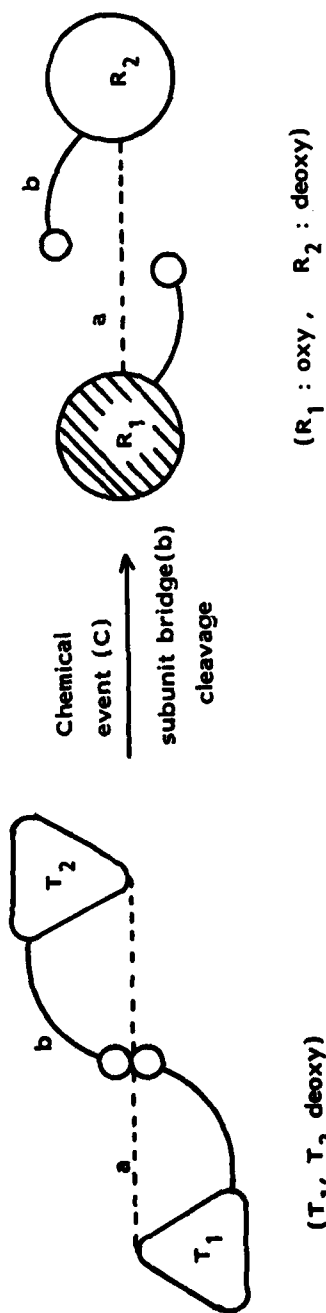 T1
T2
a
b
(T1, T2 deoxy)
Chemical
event (C)
subunit bridge(b)
cleavage
R1
R2
a
b
(R1 : oxy, R2 : deoxy)